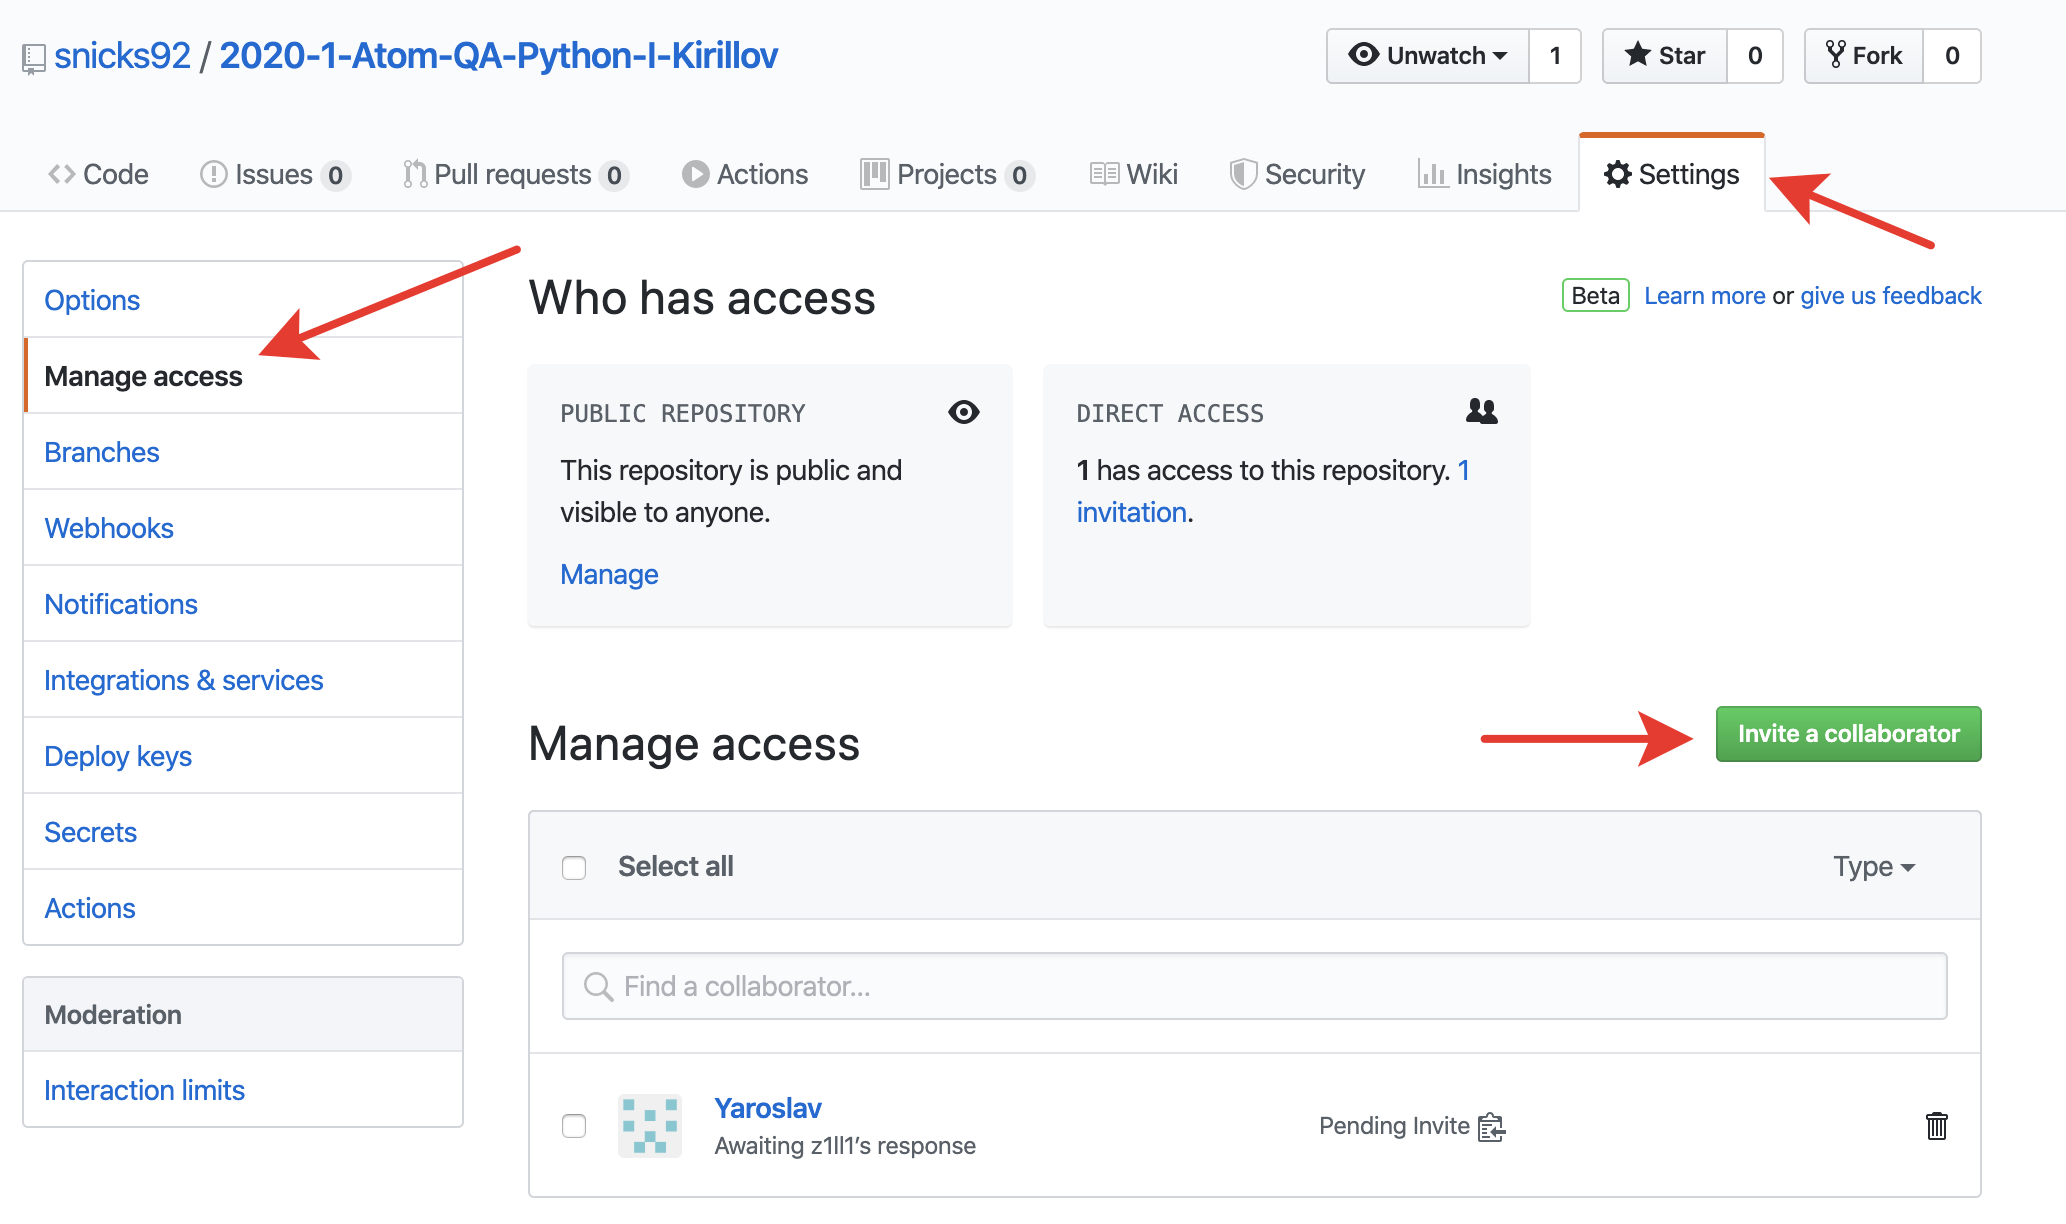 snicks92 / 2020-1-Atom-QA-Python-I-Kirillov
Unwatch 1 Star 0 Fork 0
Code Issues 0 Pull requests 0 Actions Projects 0 Wiki Security Insights Settings
Options
Manage access
Branches
Webhooks
Notifications
Integrations & services
Deploy keys
Secrets
Actions
Moderation
Interaction limits
Who has access
Beta Learn more or give us feedback
PUBLIC REPOSITORY
This repository is public and
visible to anyone.
Manage
DIRECT ACCESS
1 has access to this repository. 1
invitation.
Manage access
Invite a collaborator
Select all
Type
Find a collaborator...
Yaroslav
Awaiting z1ll1's response
Pending Invite